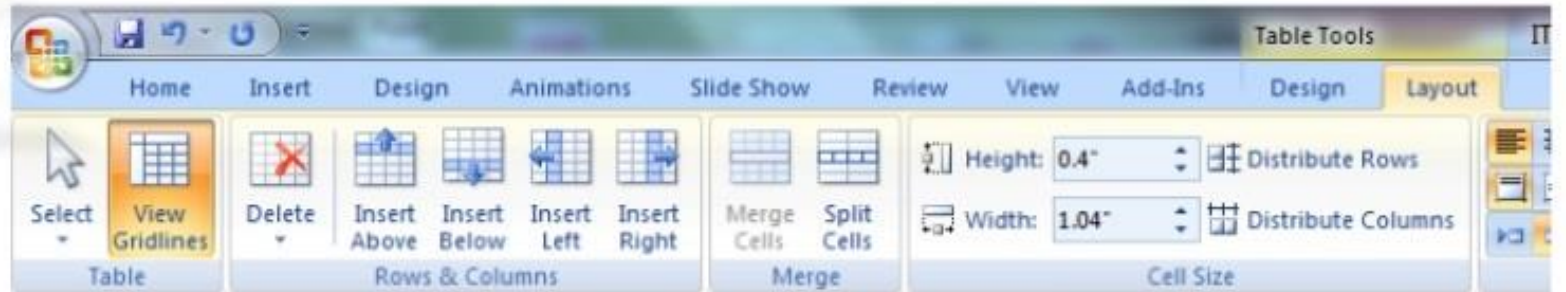 Table Tools
Home Insert Design Animations Slide Show Review View Add-Ins Design Layout
Select View Gridlines Delete Insert Above Insert Below Insert Left Insert Right Merge Cells Split Cells
Height: 0.4" Distribute Rows
Width: 1.04" Distribute Columns
Table Rows & Columns Merge Cell Size